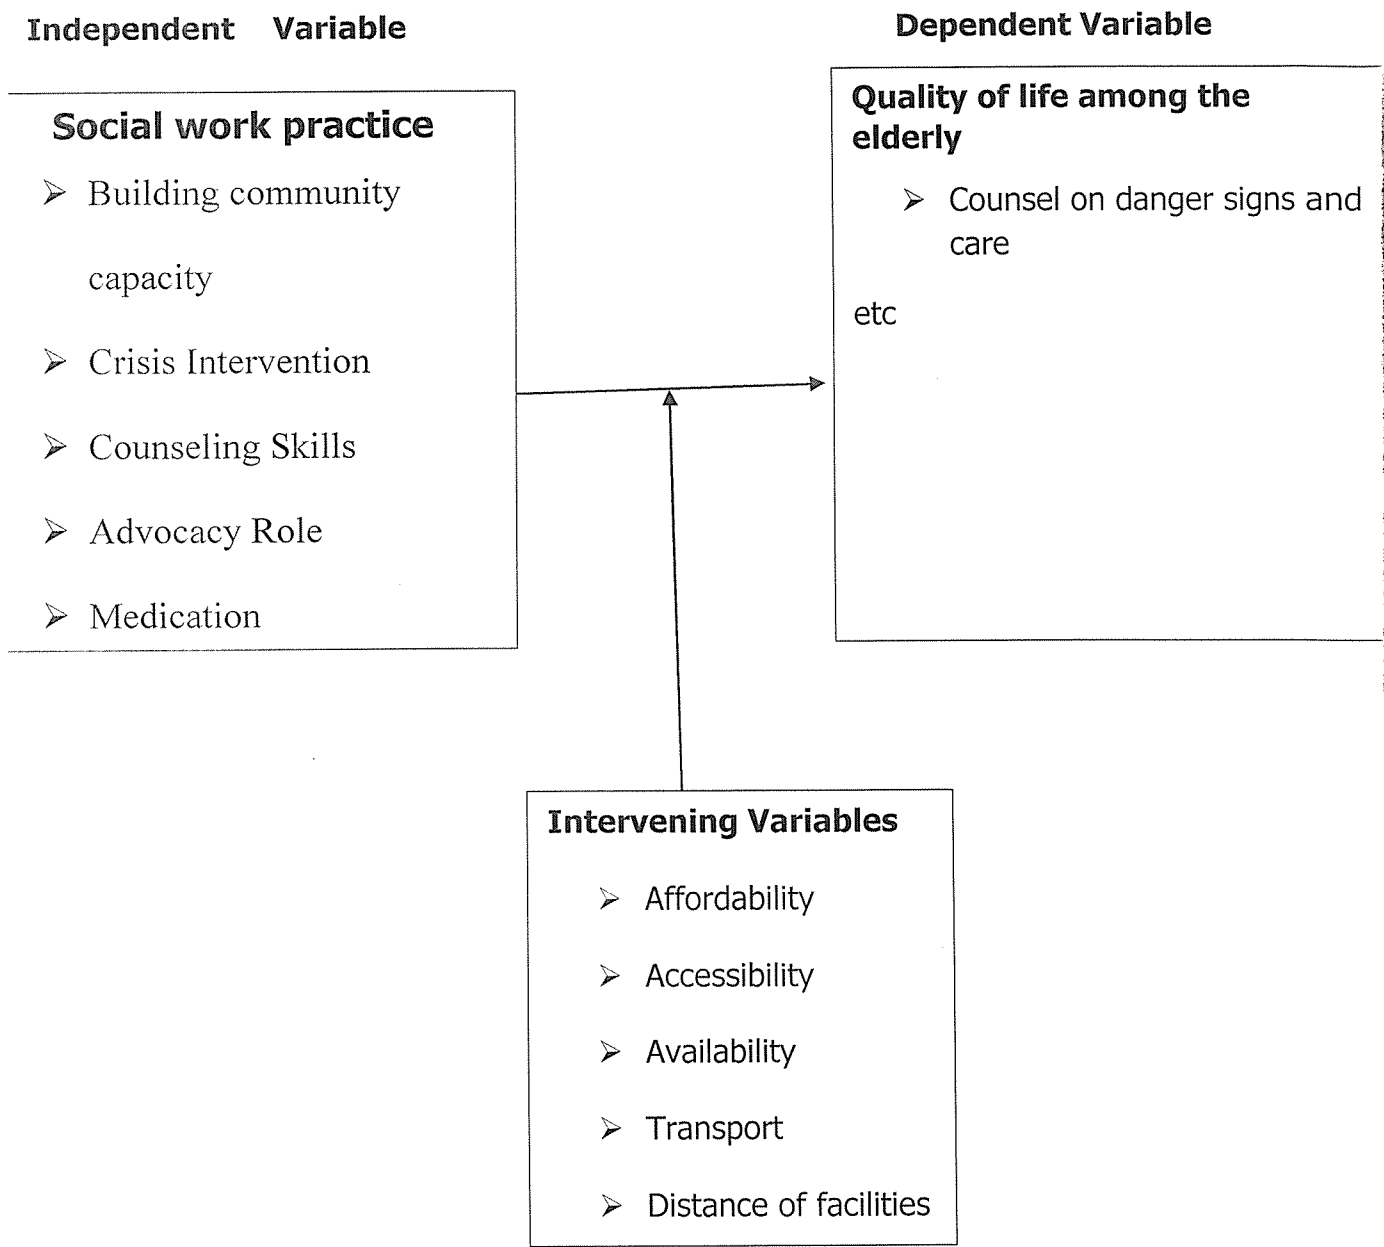 Independent Variable
Dependent Variable
Social work practice
➢ Building community
capacity
➢ Crisis Intervention
➢ Counseling Skills
➢ Advocacy Role
➢ Medication
Quality of life among the
elderly
➢ Counsel on danger signs and
care
etc
Intervening Variables
➢ Affordability
➢ Accessibility
➢ Availability
➢ Transport
➢ Distance of facilities